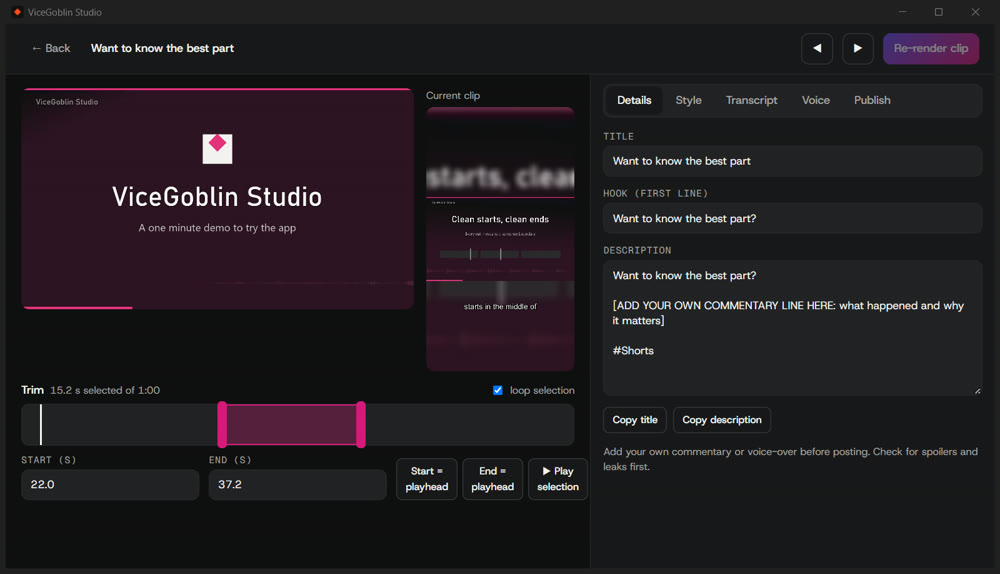 ViceGoblin Studio
← Back
Want to know the best part
◀
▶
Re-render clip
ViceGoblin Studio
ViceGoblin Studio
A one minute demo to try the app
Current clip
starts, clean
Clean starts, clean ends
starts in the middle of
Trim
15.2 s selected of 1:00
loop selection
START (S)
END (S)
22.0
37.2
Start =
playhead
End =
playhead
▶ Play
selection
Details
Style
Transcript
Voice
Publish
TITLE
Want to know the best part
HOOK (FIRST LINE)
Want to know the best part?
DESCRIPTION
Want to know the best part?
[ADD YOUR OWN COMMENTARY LINE HERE: what happened and why
it matters]
#Shorts
Copy title
Copy description
Add your own commentary or voice-over before posting. Check for spoilers and
leaks first.